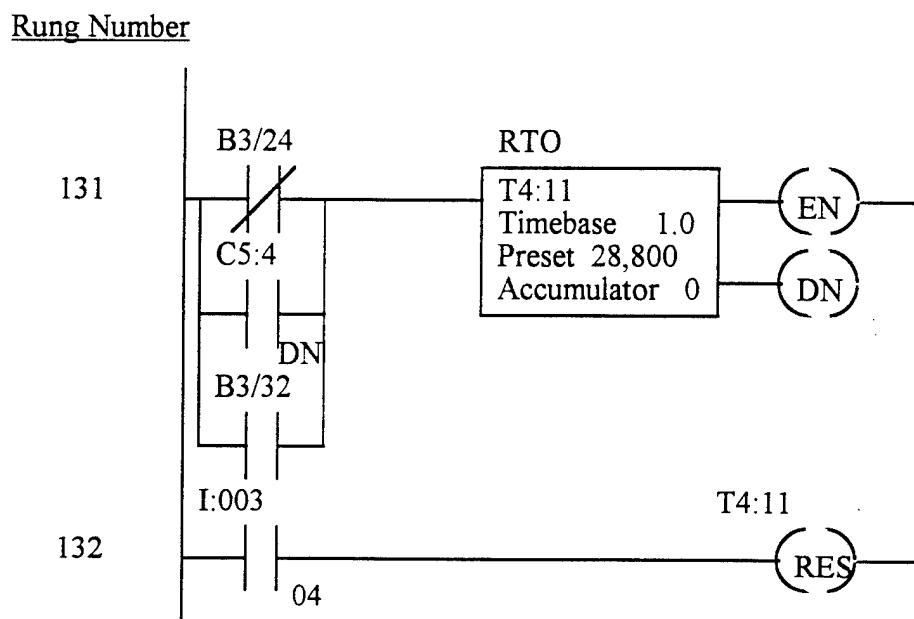 Rung Number
B3/24
RTO
131
T4:11
Timebase 1.0
Preset 28,800
Accumulator 0
EN
DN
C5:4
DN
B3/32
I:003
T4:11
132
RES
04